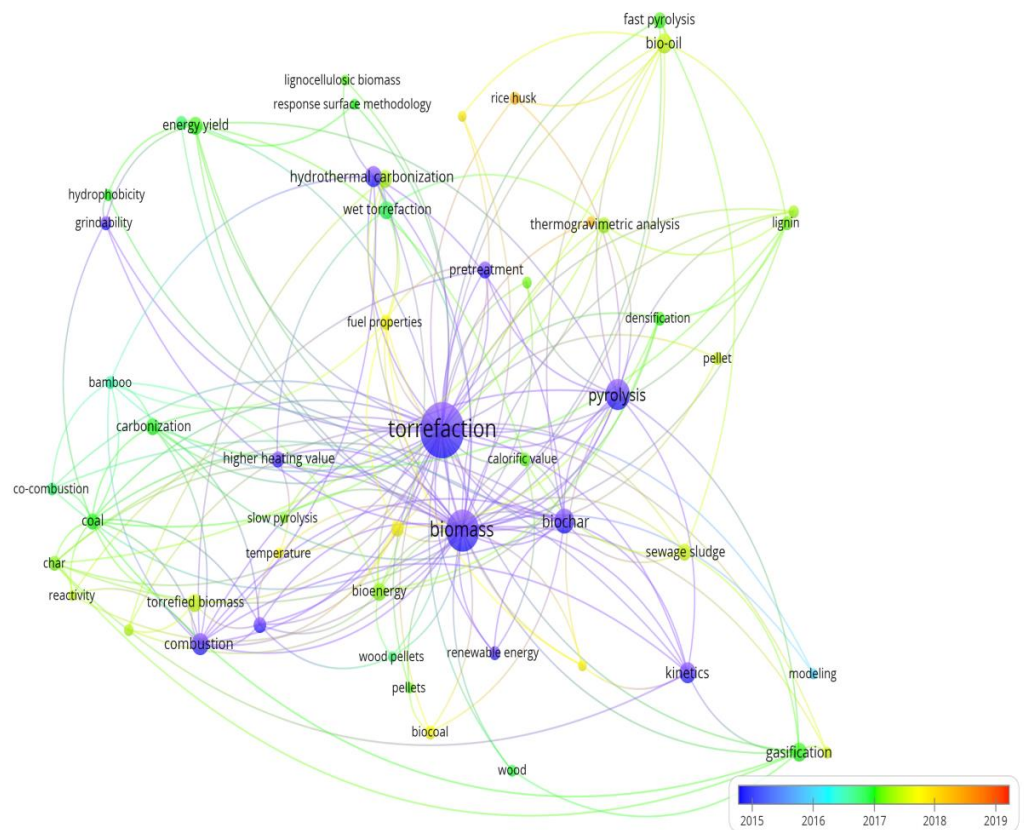 fast pyrolysis
bio-oil
lignocellulosic biomass
rice husk
response surface methodology
energy yield
hydrothermal carbonization
hydrophobicity
wet torrefaction
grindability
thermogravimetric analysis
lignin
pretreatment
fuel properties
densification
pellet
bamboo
pyrolysis
carbonization
torrefaction
higher heating value
calorific value
co-combustion
coal
slow pyrolysis
biomass
biochar
temperature
sewage sludge
char
reactivity
torrefied biomass
bioenergy
combustion
wood pellets
renewable energy
kinetics
modeling
pellets
biocoal
gasification
wood
2015 2016 2017 2018 2019